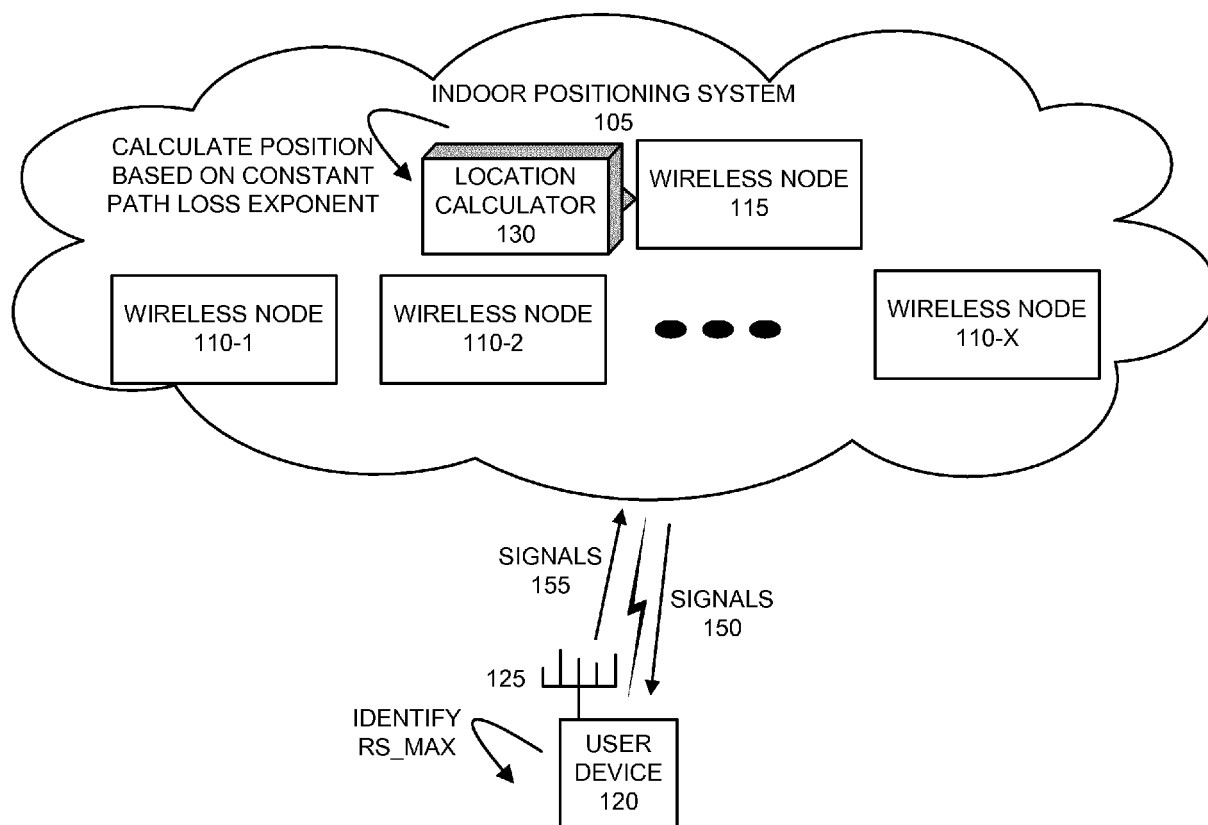 INDOOR POSITIONING SYSTEM
105
CALCULATE POSITION
BASED ON CONSTANT
PATH LOSS EXPONENT
LOCATION
CALCULATOR
130
WIRELESS NODE
115
WIRELESS NODE
110-1
WIRELESS NODE
110-2
WIRELESS NODE
110-X
SIGNALS
155
SIGNALS
150
125
IDENTIFY
RS_MAX
USER
DEVICE
120